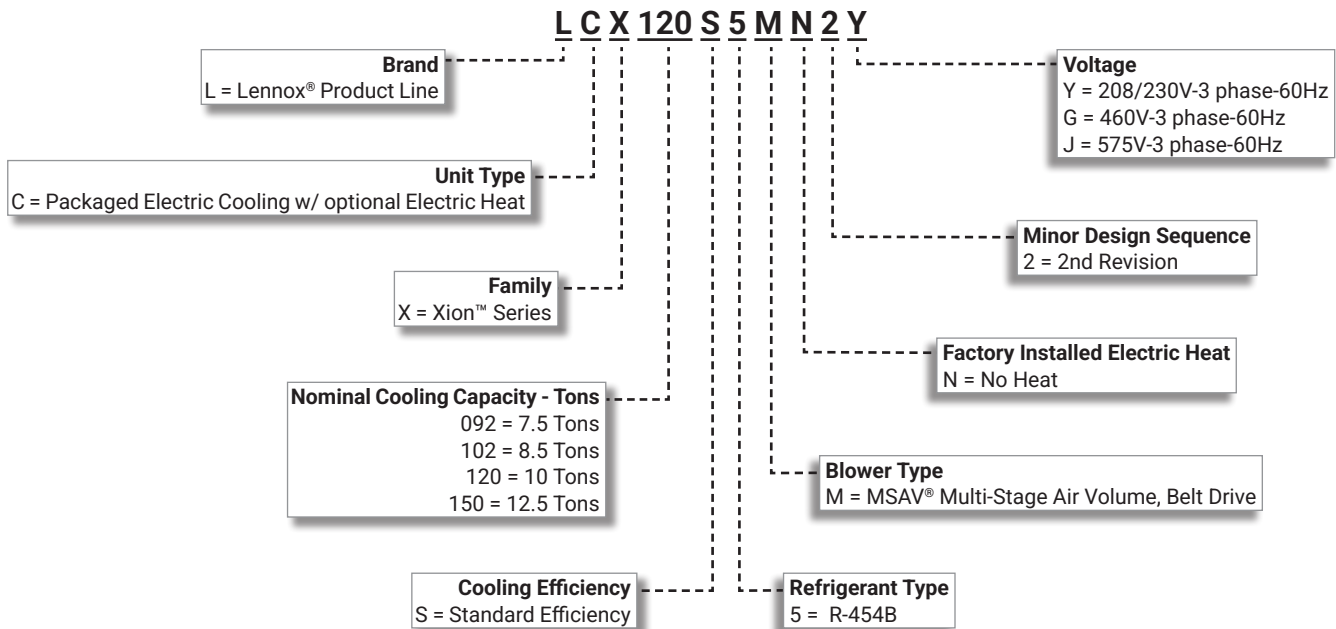 L C X 120 S 5 M N 2 Y
Brand
L = Lennox® Product Line
Voltage
Y = 208/230V-3 phase-60Hz
G = 460V-3 phase-60Hz
J = 575V-3 phase-60Hz
Unit Type
C = Packaged Electric Cooling w/ optional Electric Heat
Minor Design Sequence
2 = 2nd Revision
Family
X = Xion™ Series
Factory Installed Electric Heat
N = No Heat
Nominal Cooling Capacity - Tons
092 = 7.5 Tons
102 = 8.5 Tons
120 = 10 Tons
150 = 12.5 Tons
Blower Type
M = MSAV® Multi-Stage Air Volume, Belt Drive
Cooling Efficiency
S = Standard Efficiency
Refrigerant Type
5 = R-454B